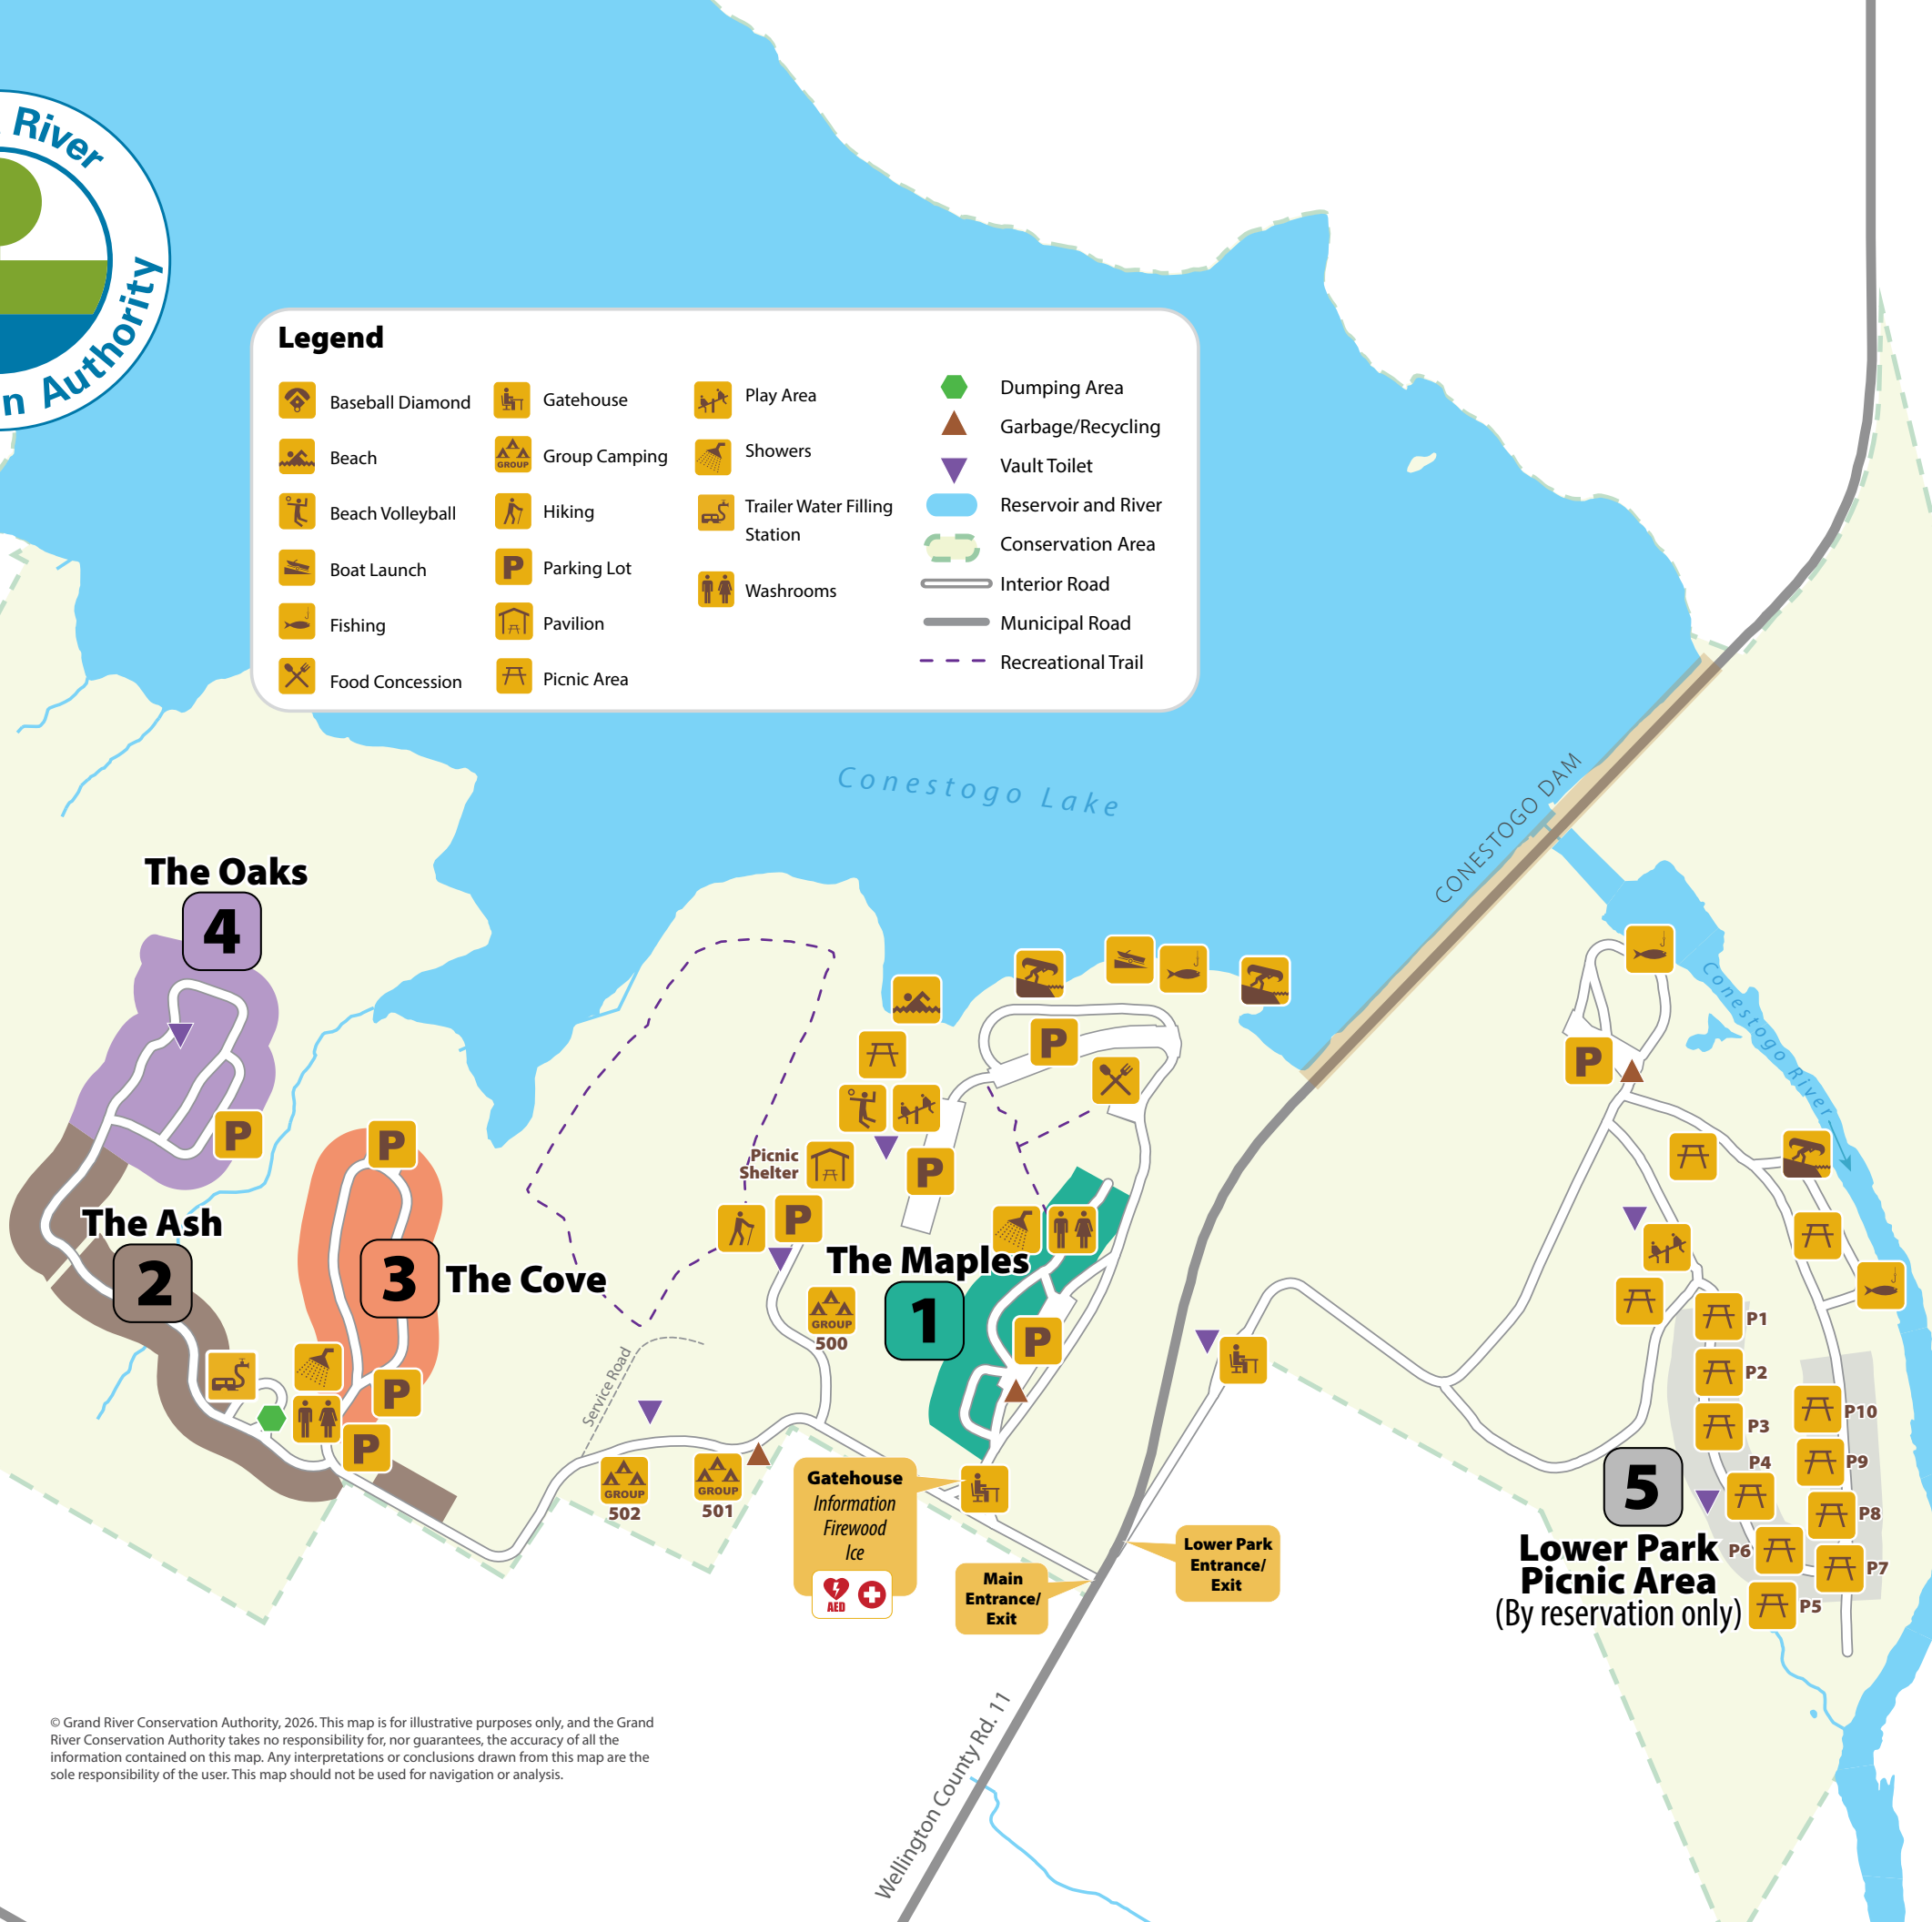 River
n Authority
Legend
Baseball Diamond
Beach
Beach Volleyball
Boat Launch
Fishing
Food Concession
Gatehouse
GROUP
Group Camping
Hiking
P
Parking Lot
Pavilion
Picnic Area
Play Area
Showers
Trailer Water Filling
Station
Washrooms
Dumping Area
Garbage/Recycling
Vault Toilet
Reservoir and River
Conservation Area
Interior Road
Municipal Road
Recreational Trail
Conestogo Lake
CONESTOGO DAM
Conestogo River
The Oaks
4
P
The Ash
2
P
3
The Cove
P
P
Service Road
Picnic
Shelter
P
P
P
The Maples
1
P
GROUP
500
GROUP
502
GROUP
501
Gatehouse
Information
Firewood
Ice
AED
Main
Entrance/
Exit
Lower Park
Entrance/
Exit
P
P1
P2
P3
P4
P10
P9
P8
P6
P7
P5
5
Lower Park
Picnic Area
(By reservation only)
Wellington County Rd. 11
© Grand River Conservation Authority, 2026. This map is for illustrative purposes only, and the Grand
River Conservation Authority takes no responsibility for, nor guarantees, the accuracy of all the
information contained on this map. Any interpretations or conclusions drawn from this map are the
sole responsibility of the user. This map should not be used for navigation or analysis.